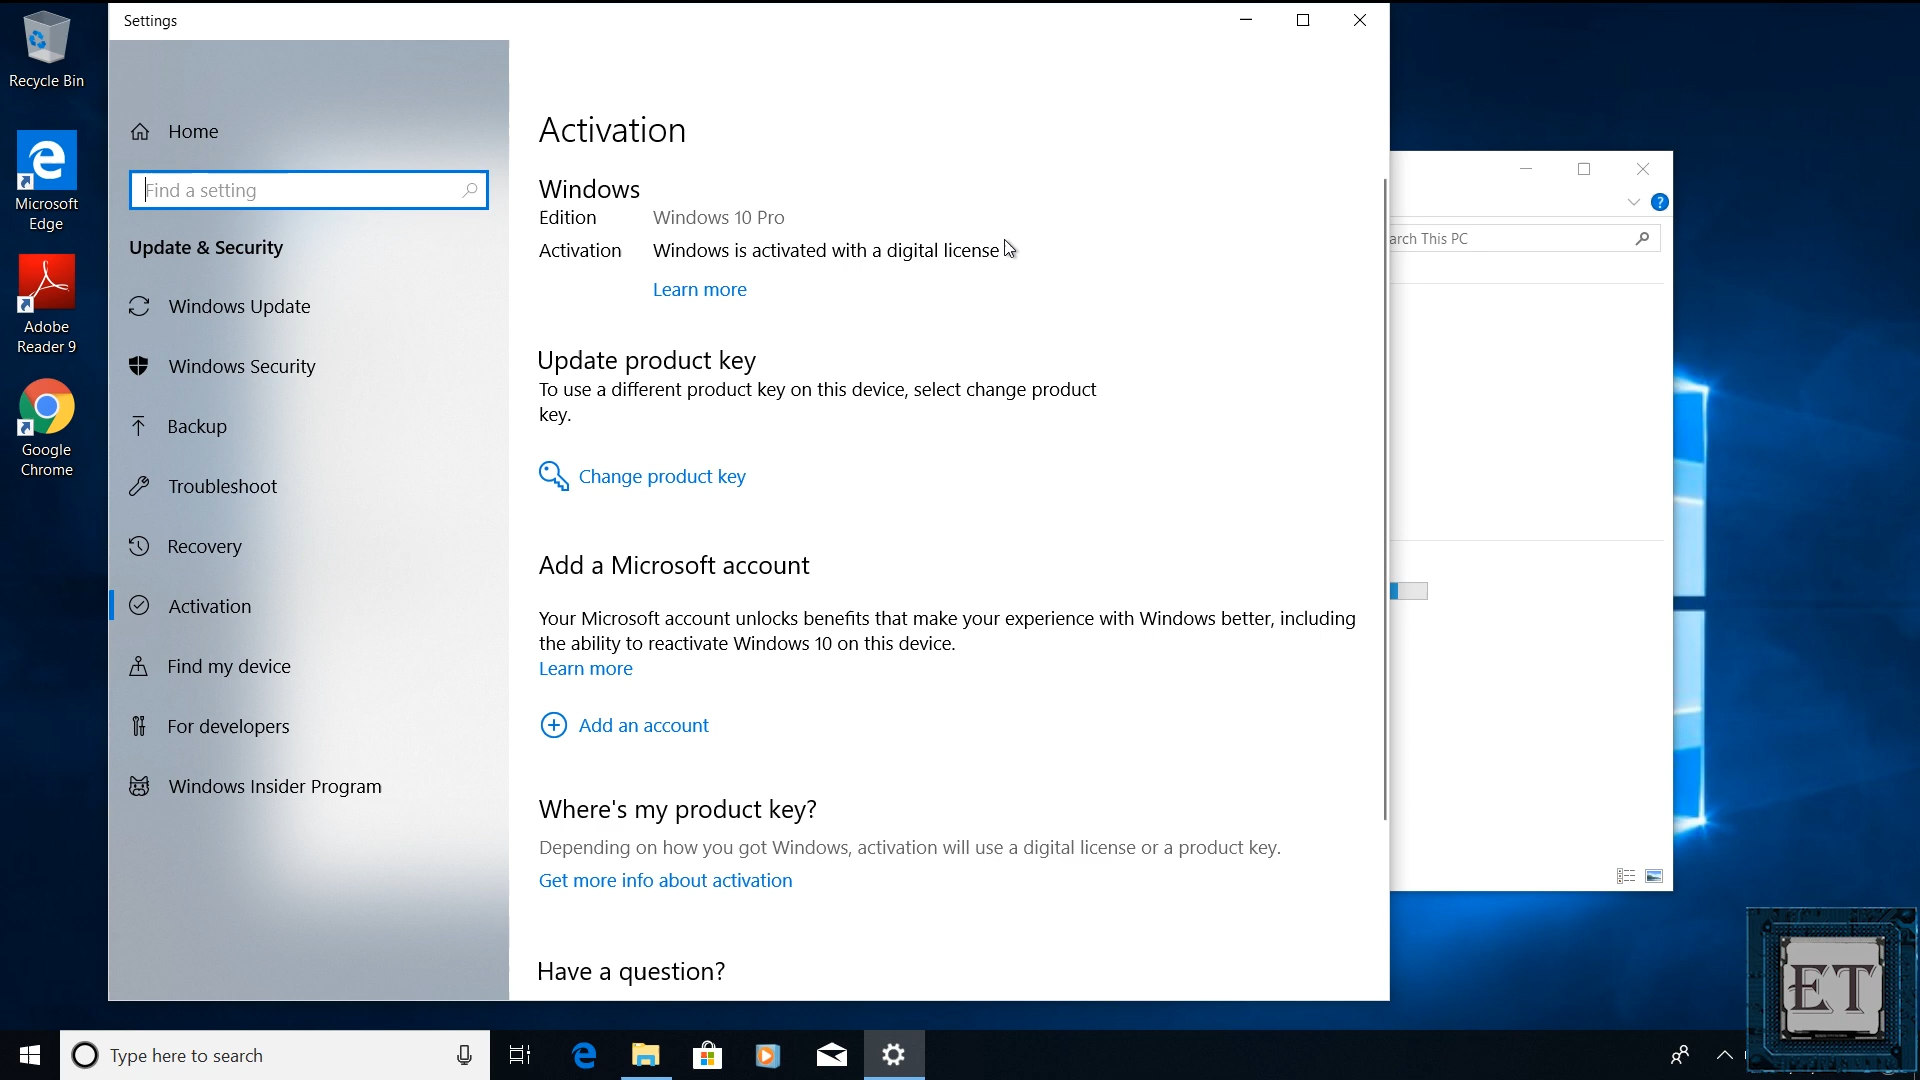 Settings
Recycle Bin
Microsoft
Edge
Adobe
Reader 9
Google
Chrome
Home
Find a setting
Update & Security
Windows Update
Windows Security
Backup
Troubleshoot
Recovery
Activation
Find my device
For developers
Windows Insider Program
Activation
Windows
Edition Windows 10 Pro
Activation Windows is activated with a digital license
Learn more
Update product key
To use a different product key on this device, select change product
key.
Change product key
Add a Microsoft account
Your Microsoft account unlocks benefits that make your experience with Windows better, including
the ability to reactivate Windows 10 on this device.
Learn more
Add an account
Where's my product key?
Depending on how you got Windows, activation will use a digital license or a product key.
Get more info about activation
Have a question?
?
arch This PC
ET
Type here to search